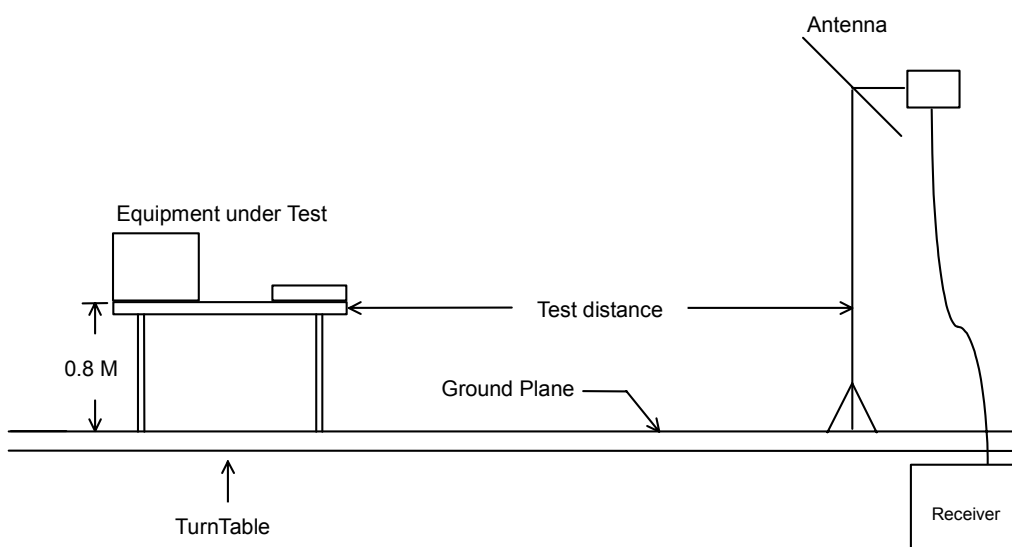 Antenna
Equipment under Test
Test distance
0.8 M
Ground Plane
TurnTable
Receiver